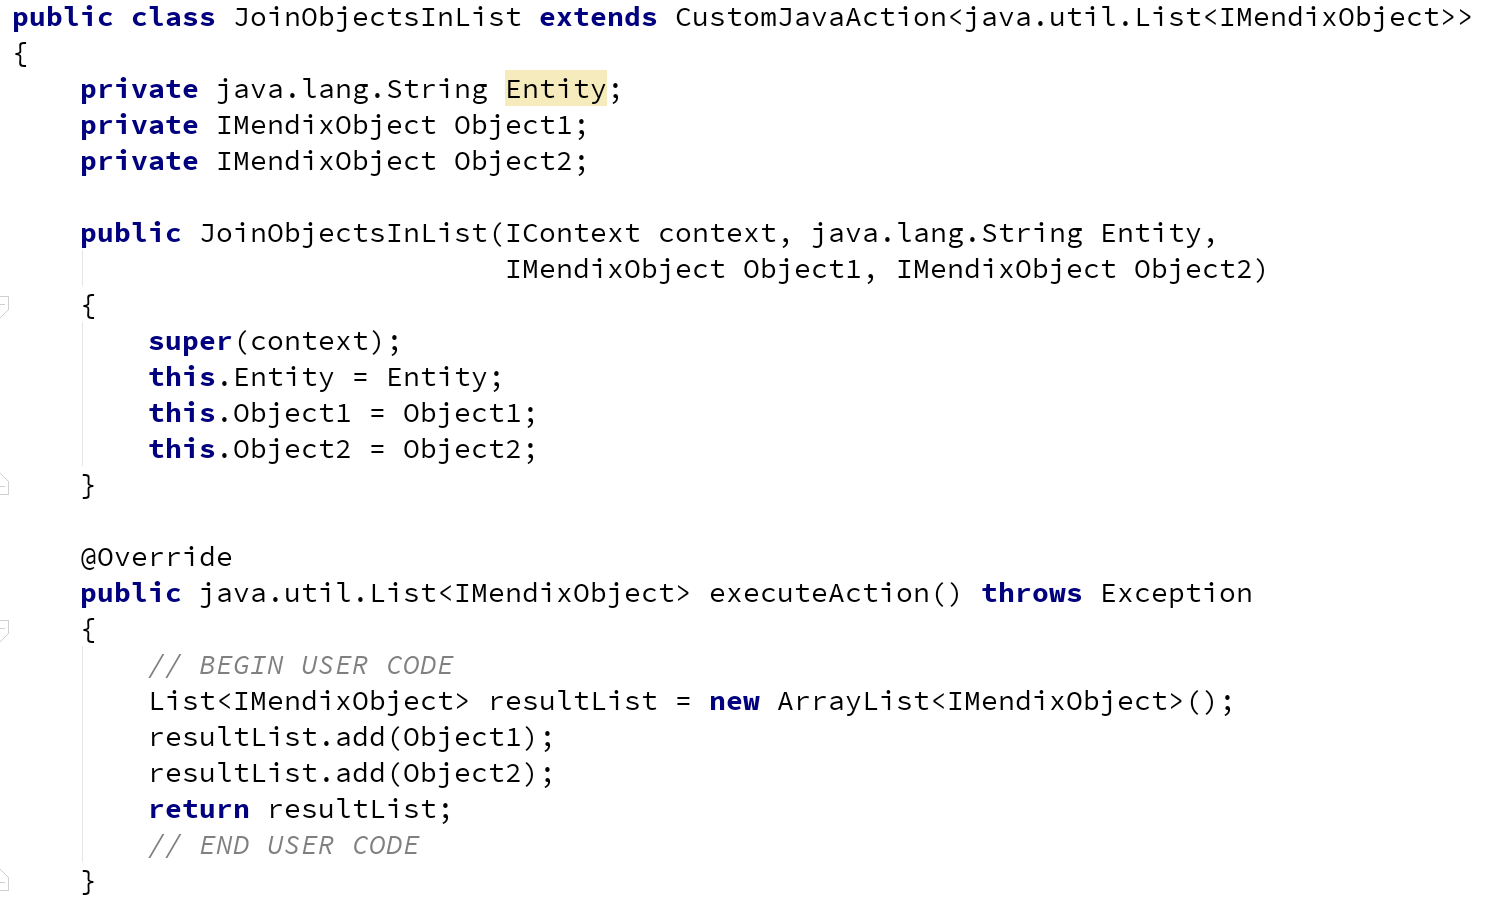 public class JoinObjectsInList extends CustomJavaAction<java.util.List<IMendixObject>>
{
    private java.lang.String Entity;
    private IMendixObject Object1;
    private IMendixObject Object2;

    public JoinObjectsInList(IContext context, java.lang.String Entity,
                             IMendixObject Object1, IMendixObject Object2)
    {
        super(context);
        this.Entity = Entity;
        this.Object1 = Object1;
        this.Object2 = Object2;
    }

    @Override
    public java.util.List<IMendixObject> executeAction() throws Exception
    {
        // BEGIN USER CODE
        List<IMendixObject> resultList = new ArrayList<IMendixObject>();
        resultList.add(Object1);
        resultList.add(Object2);
        return resultList;
        // END USER CODE
    }